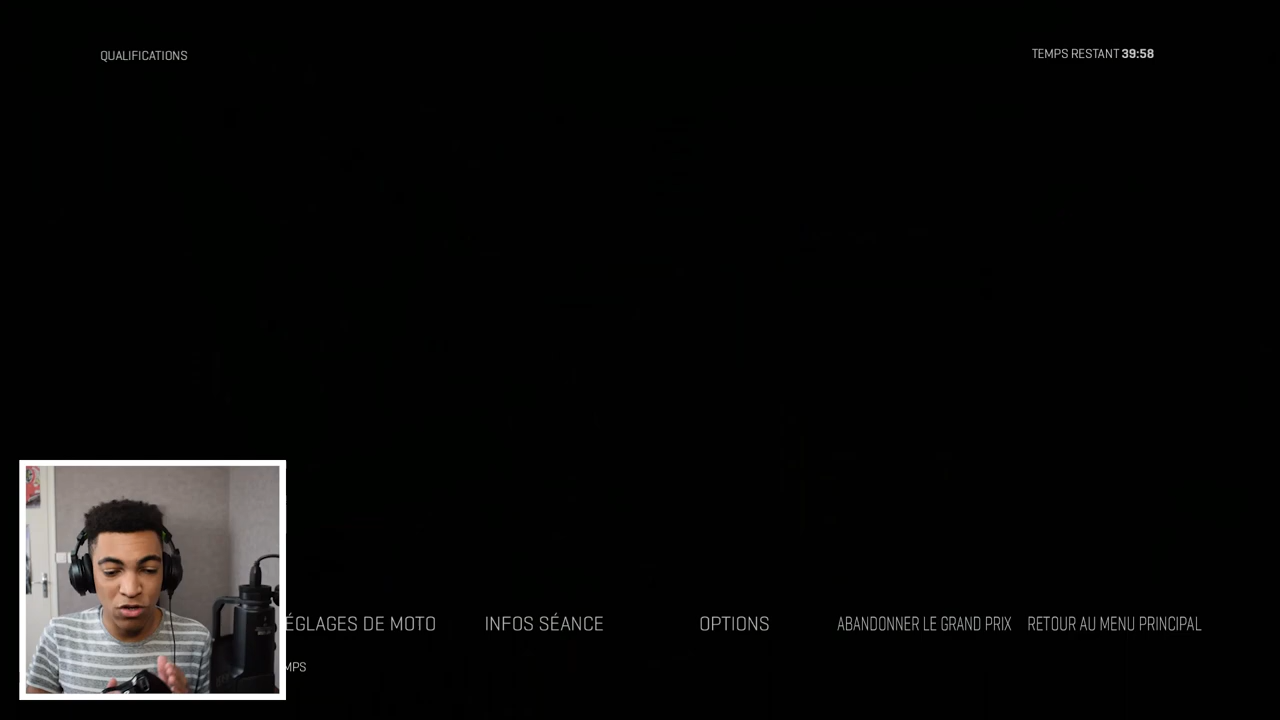 QUALIFICATIONS
TEMPS RESTANT 39:58
ÉGLAGES DE MOTO INFOS SÉANCE OPTIONS ABANDONNER LE GRAND PRIX RETOUR AU MENU PRINCIPAL
MPS